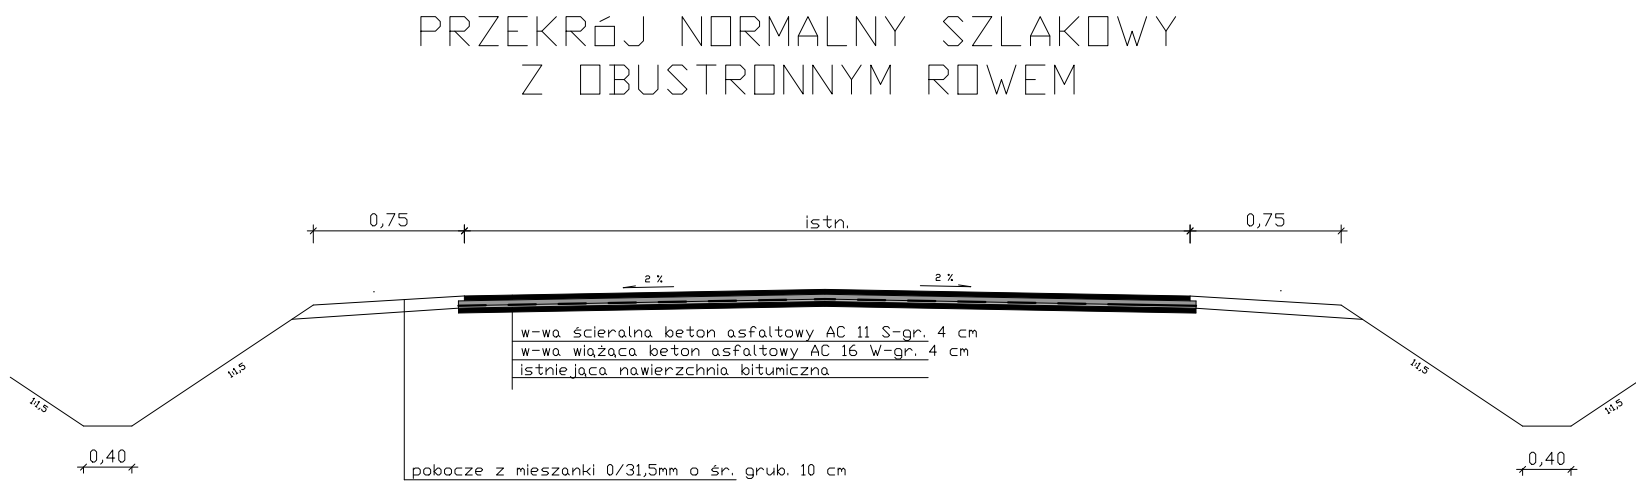 PRZEKRóJ NORMALNY SZLAKOWY
Z OBUSTRONNYM ROWEM
0,75
istn.
0,75
2 %
2 %
w-wa ścieralna beton asfaltowy AC 11 S-gr. 4 cm
w-wa wiążąca beton asfaltowy AC 16 W-gr. 4 cm
istniejąca nawierzchnia bitumiczna
1:1,5
1:1,5
1:1,5
1:1,5
0,40
0,40
pobocze z mieszanki 0/31,5mm o śr. grub. 10 cm